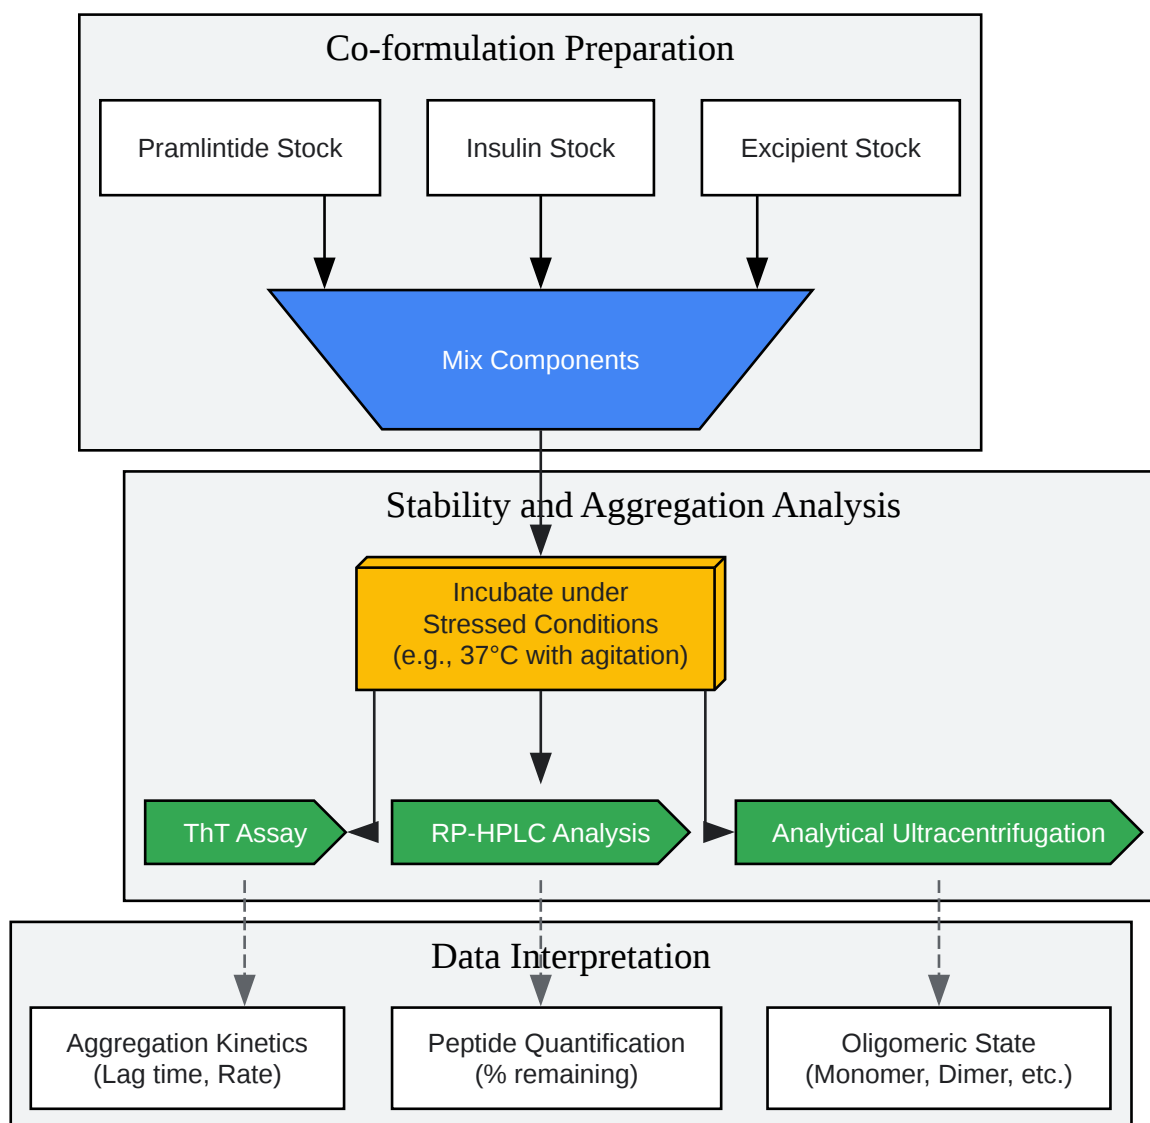 Co-formulation Preparation
Pramlintide Stock
Insulin Stock
Excipient Stock
Mix Components
Stability and Aggregation Analysis
Incubate under
Stressed Conditions
(e.g., 37°C with agitation)
ThT Assay
RP-HPLC Analysis
Analytical Ultracentrifugation
Data Interpretation
Aggregation Kinetics
(Lag time, Rate)
Peptide Quantification
(% remaining)
Oligomeric State
(Monomer, Dimer, etc.)